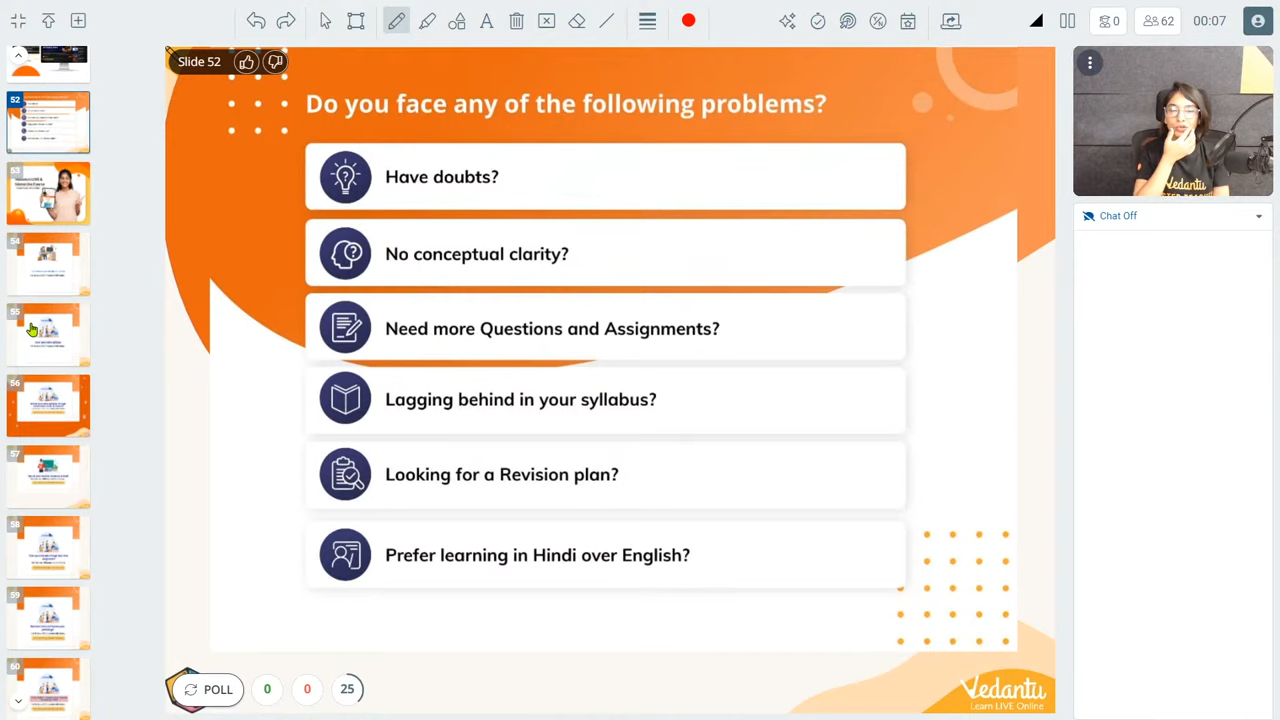 0
62
00:07
Slide 52
Do you face any of the following problems?
Have doubts?
No conceptual clarity?
Need more Questions and Assignments?
Lagging behind in your syllabus?
Looking for a Revision plan?
Prefer learning in Hindi over English?
POLL
0
0
25
Vedantu
Learn LIVE Online
52
53
54
55
56
57
58
59
60
Vedantu
Chat Off